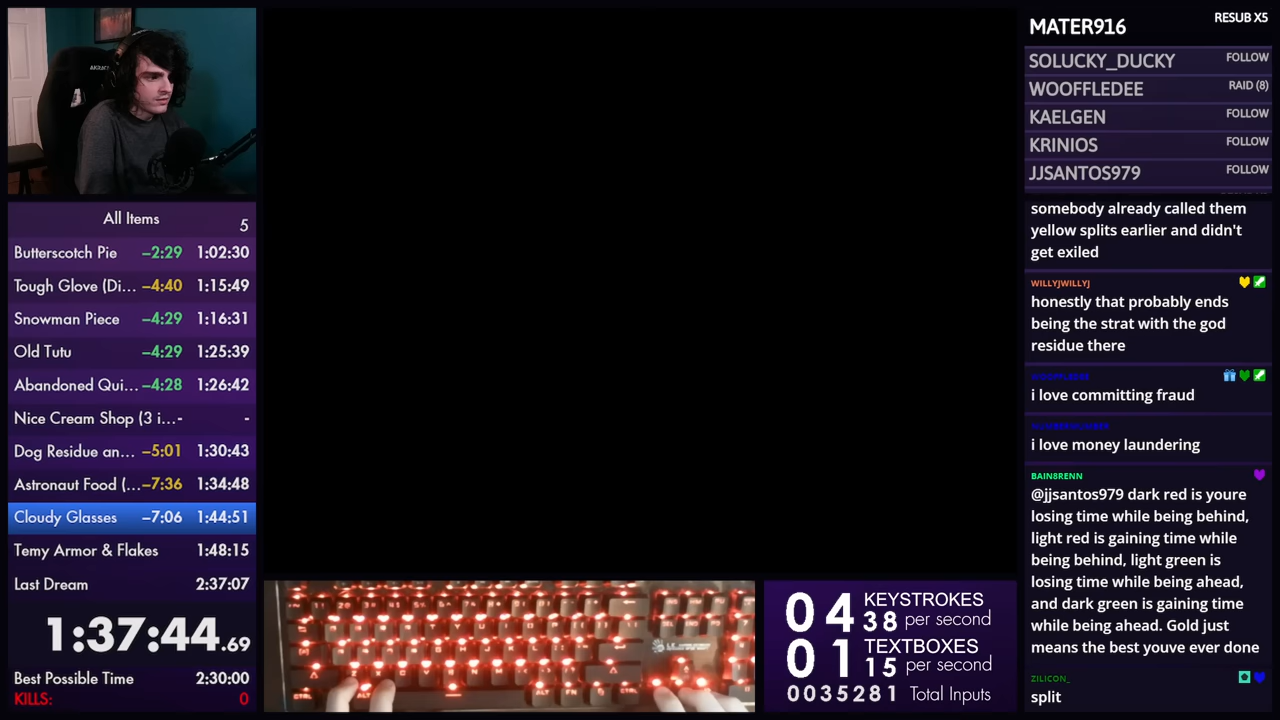 All Items
5
Butterscotch Pie −2:29 1:02:30
Tough Glove (Di... −4:40 1:15:49
Snowman Piece −4:29 1:16:31
Old Tutu −4:29 1:25:39
Abandoned Qui... −4:28 1:26:42
Nice Cream Shop (3 i... - -
Dog Residue an... −5:01 1:30:43
Astronaut Food (... −7:36 1:34:48
Cloudy Glasses −7:06 1:44:51
Temy Armor & Flakes 1:48:15
Last Dream 2:37:07
1:37:44.69
Best Possible Time 2:30:00
KILLS: 0
04 38 KEYSTROKES per second
01 15 TEXTBOXES per second
0035281 Total Inputs
MATER916 RESUB X5
SOLUCKY_DUCKY FOLLOW
WOOFFLEDEE RAID (8)
KAELGEN FOLLOW
KRINIOS FOLLOW
JJSANTOS979 FOLLOW
somebody already called them
yellow splits earlier and didn't
get exiled
WILLYJWILLYJ
honestly that probably ends
being the strat with the god
residue there
WOOFFLEDEE
i love committing fraud
i love money laundering
BAIN8RENN
@jjsantos979 dark red is youre
losing time while being behind,
light red is gaining time while
being behind, light green is
losing time while being ahead,
and dark green is gaining time
while being ahead. Gold just
means the best youve ever done
ZILICON_
split